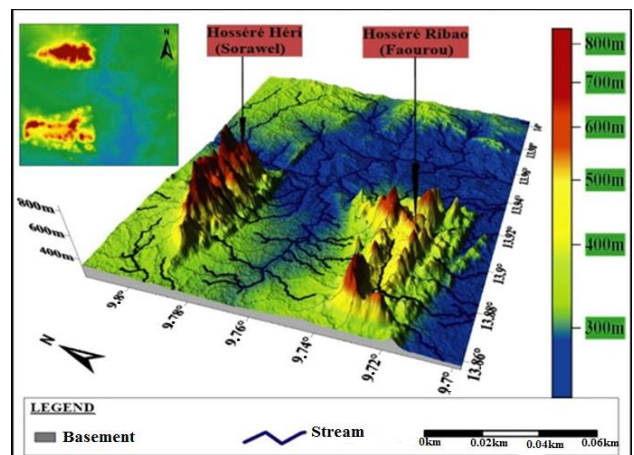 N
Hosséré Héri
(Sorawel)
Hosséré Ribao
(Faourou)
800m
700m
600m
500m
400m
300m
800m
600m
400m
9.8°
9.78°
9.76°
9.74°
9.72°
9.7°
13.86°
13.88°
13.9°
13.92°
13.94°
13.96°
13.98°
14°
N
LEGEND
Basement
Stream
0km 0.02km 0.04km 0.06km